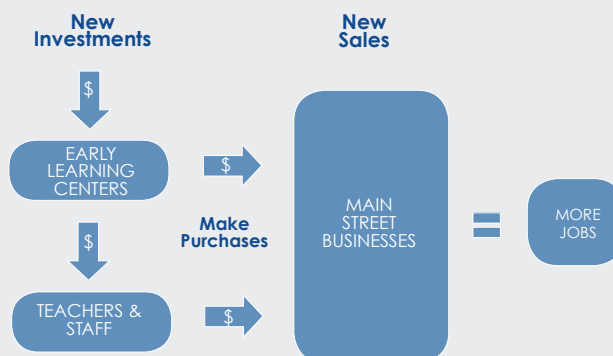 New
Investments
New
Sales
$
EARLY
LEARNING
CENTERS
$
$
Make
Purchases
MAIN
STREET
BUSINESSES
MORE
JOBS
TEACHERS &
STAFF
$